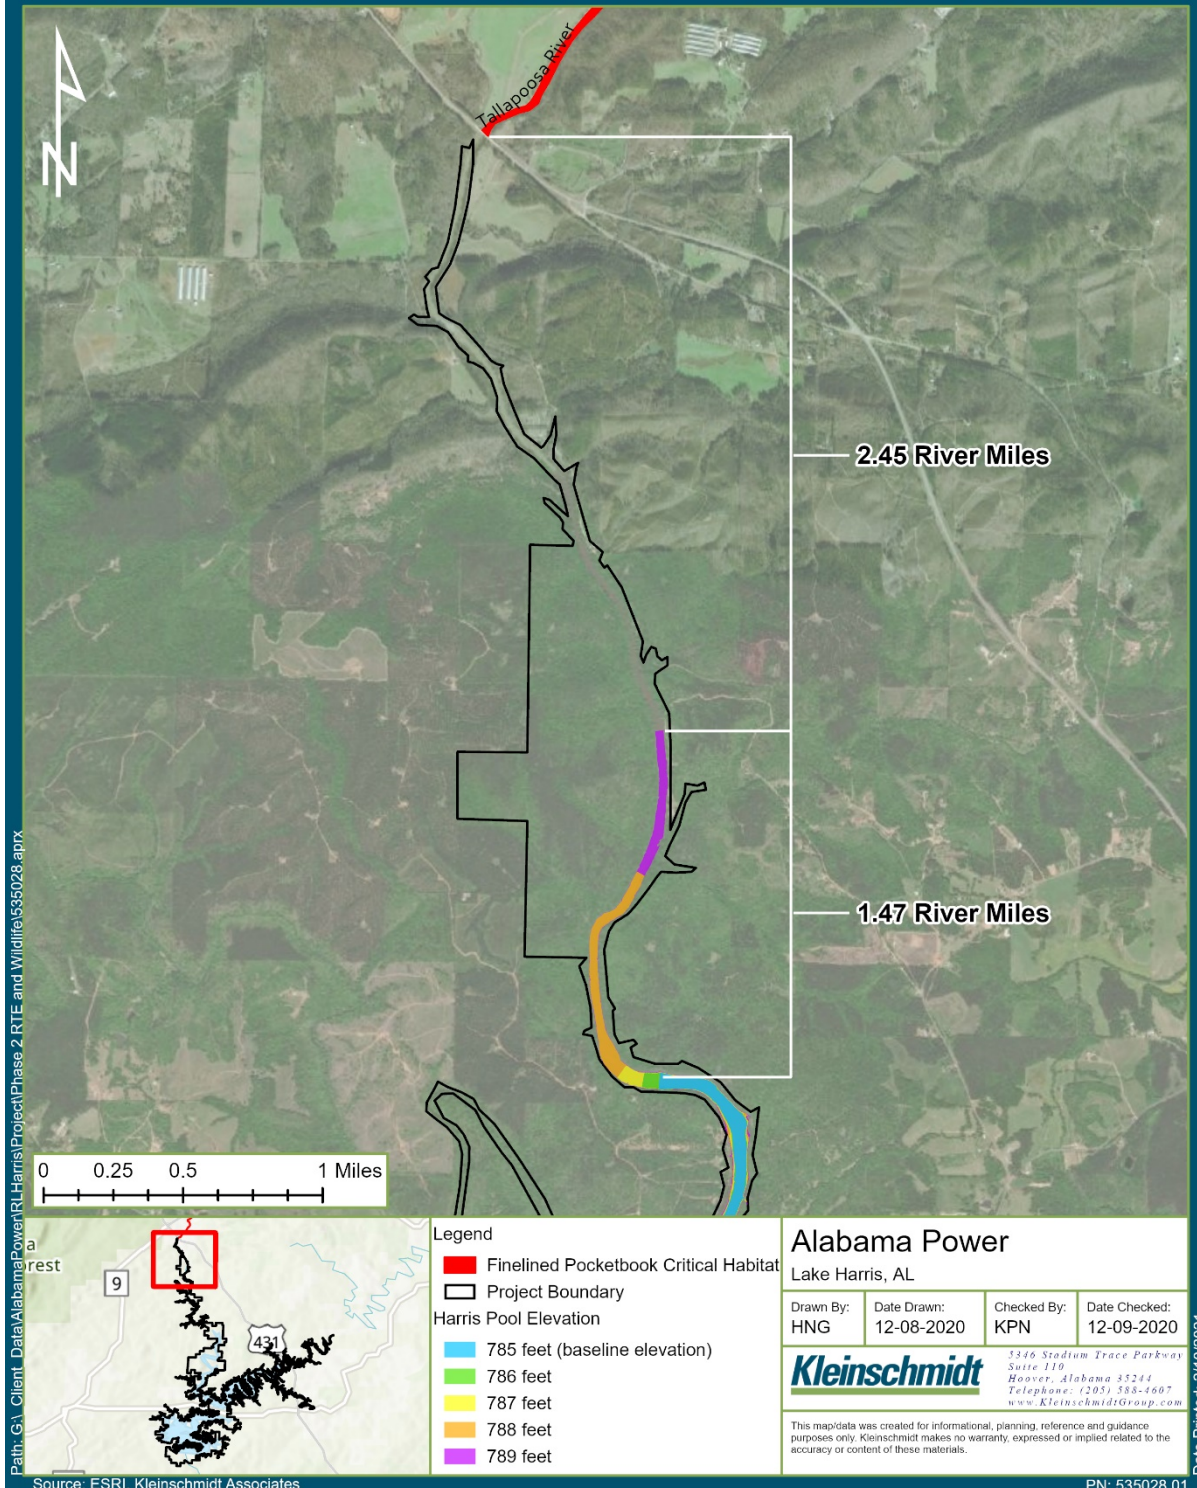 Tallapoosa River
N
2.45 River Miles
1.47 River Miles
0 0.25 0.5 1 Miles
Path: G:\_Client_Data\AlabamaPower\RLHarris\Project\Phase 2 RTE and Wildlife\535028.aprx
a
rest
9
431
Legend
Finelined Pocketbook Critical Habitat
Project Boundary
Harris Pool Elevation
785 feet (baseline elevation)
786 feet
787 feet
788 feet
789 feet
Alabama Power
Lake Harris, AL
Drawn By:
HNG
Date Drawn:
12-08-2020
Checked By:
KPN
Date Checked:
12-09-2020
Kleinschmidt
5346 Stadium Trace Parkway
Suite 110
Hoover, Alabama 35244
Telephone: (205) 588-4607
www.KleinschmidtGroup.com
This map/data was created for informational, planning, reference and guidance
purposes only. Kleinschmidt makes no warranty, expressed or implied related to the
accuracy or content of these materials.
Source: ESRI, Kleinschmidt Associates
PN: 535028.01